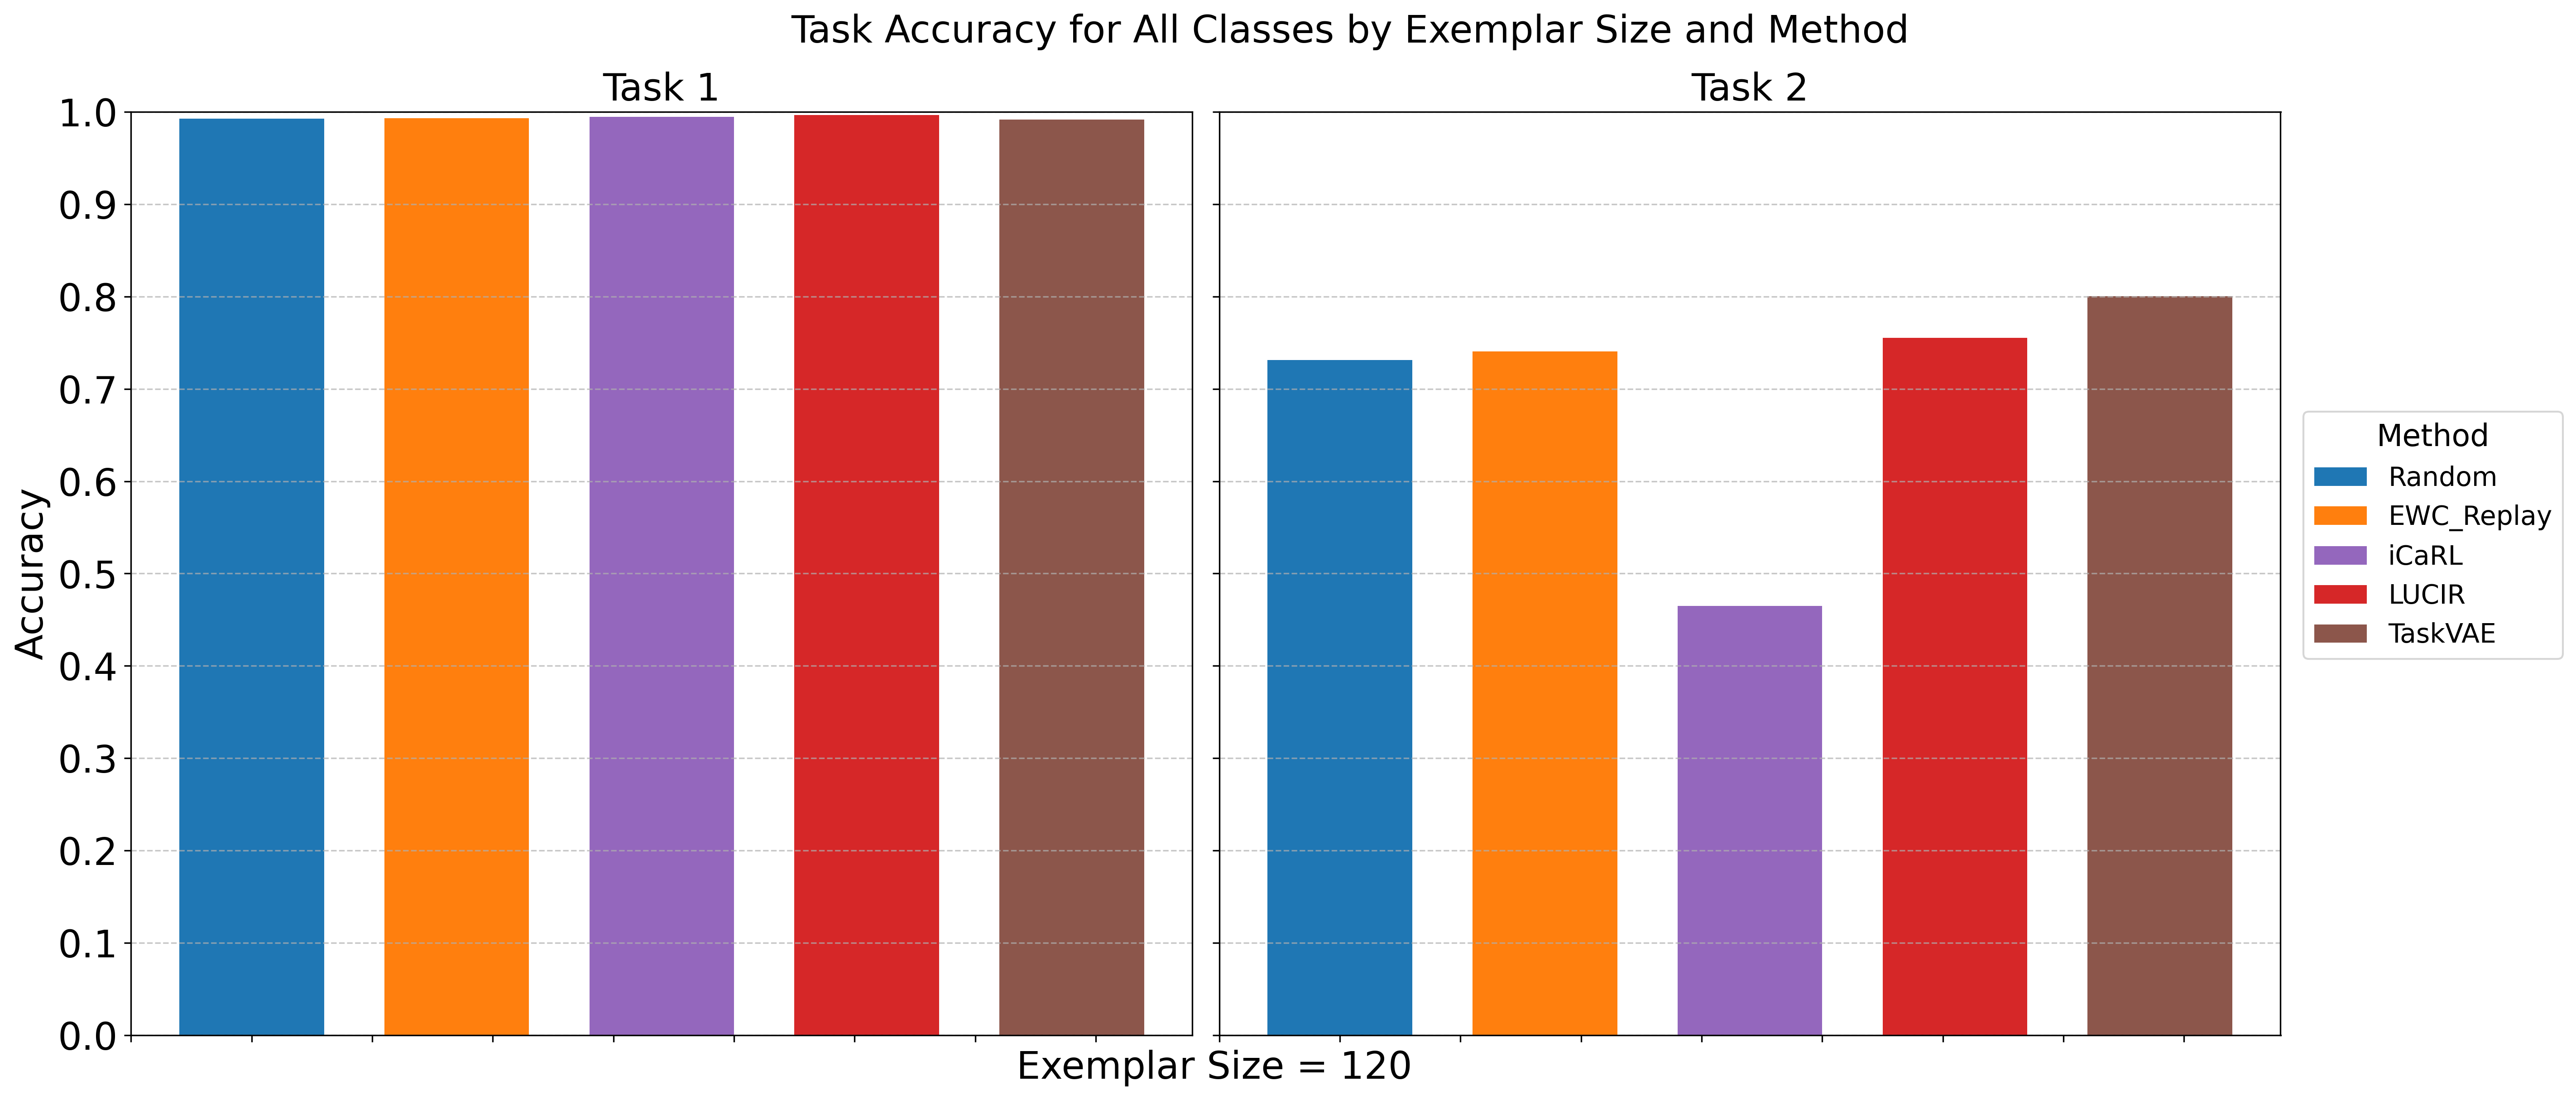 Task Accuracy for All Classes by Exemplar Size and Method
Task 1
Task 2
1.0
0.9
0.8
0.7
0.6
0.5
0.4
0.3
0.2
0.1
0.0
Accuracy
Exemplar Size = 120
Method
Random
EWC_Replay
iCaRL
LUCIR
TaskVAE